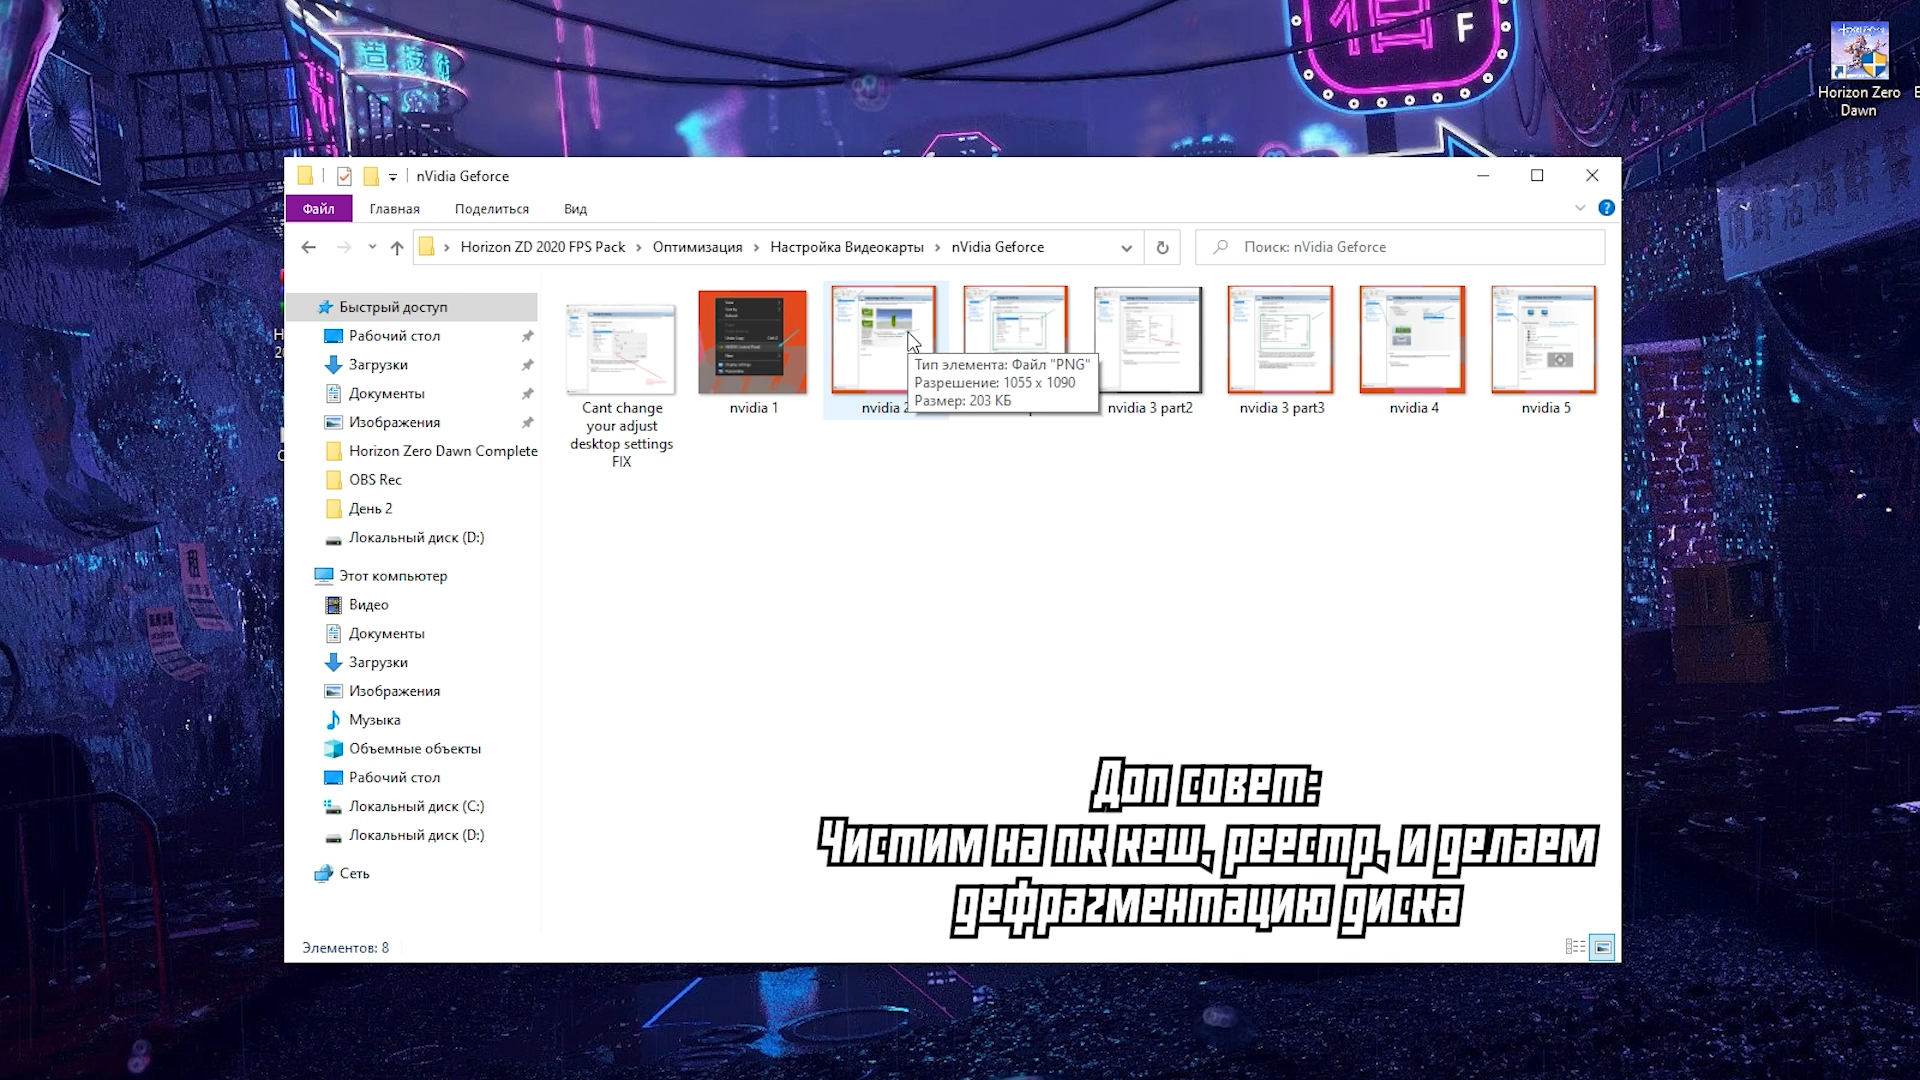 信
F
Horizon Zero
Dawn
nVidia Geforce
Файл
Главная
Поделиться
Вид
Horizon ZD 2020 FPS Pack
Оптимизация
Настройка Видеокарты
nVidia Geforce
Поиск: nVidia Geforce
Быстрый доступ
Рабочий стол
Загрузки
Документы
Изображения
Horizon Zero Dawn Complete
OBS Rec
День 2
Локальный диск (D:)
Этот компьютер
Видео
Документы
Загрузки
Изображения
Музыка
Объемные объекты
Рабочий стол
Локальный диск (C:)
Локальный диск (D:)
Сеть
Cant change
your adjust
desktop settings
FIX
nvidia 1
nvidia 2
Тип элемента: Файл "PNG"
Разрешение: 1055 x 1090
Размер: 203 КБ
nvidia 3 part2
nvidia 3 part3
nvidia 4
nvidia 5
Доп совет:
Чистим на пк кеш, реестр, и делаем
дефрагментацию диска
Элементов: 8